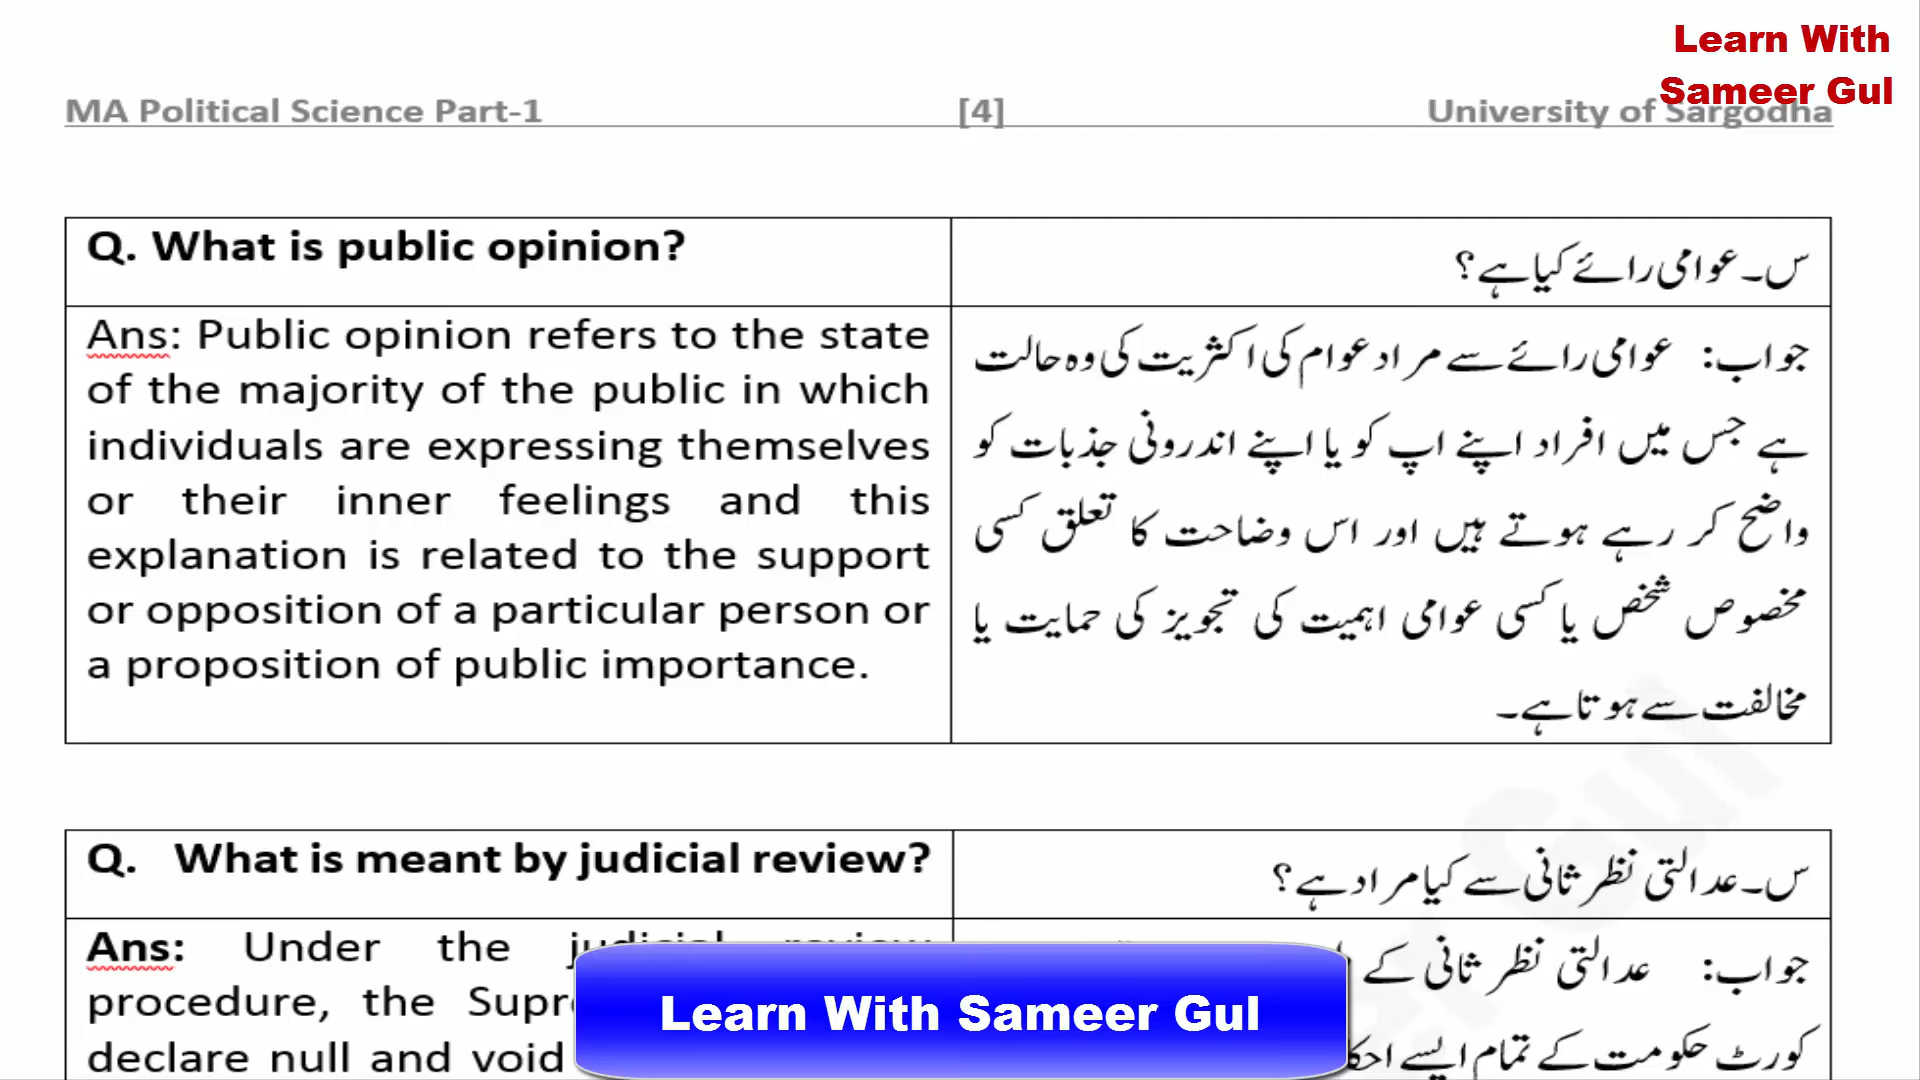 Learn With
Sameer Gul
MA Political Science Part-1 [4] University of Sargodha
Q. What is public opinion?
س۔ عوامی رائے کیا ہے؟
Ans: Public opinion refers to the state
of the majority of the public in which
individuals are expressing themselves
or their inner feelings and this
explanation is related to the support
or opposition of a particular person or
a proposition of public importance.
جواب: عوامی رائے سے مراد عوام کی اکثریت کی وہ حالت
ہے جس میں افراد اپنے اپ کو یا اپنے اندرونی جذبات کو
واضح کر رہے ہوتے ہیں اور اس وضاحت کا تعلق کسی
مخصوص شخص یا کسی عوامی اہمیت کی تجویز کی حمایت یا
مخالفت سے ہوتا ہے۔
Q. What is meant by judicial review?
س۔ عدالتی نظر ثانی سے کیا مراد ہے؟
Ans: Under the judicial review
procedure, the
declare null and void
جواب: عدالتی نظر ثانی کے
کورٹ حکومت کے تمام ایسے
Learn With Sameer Gul